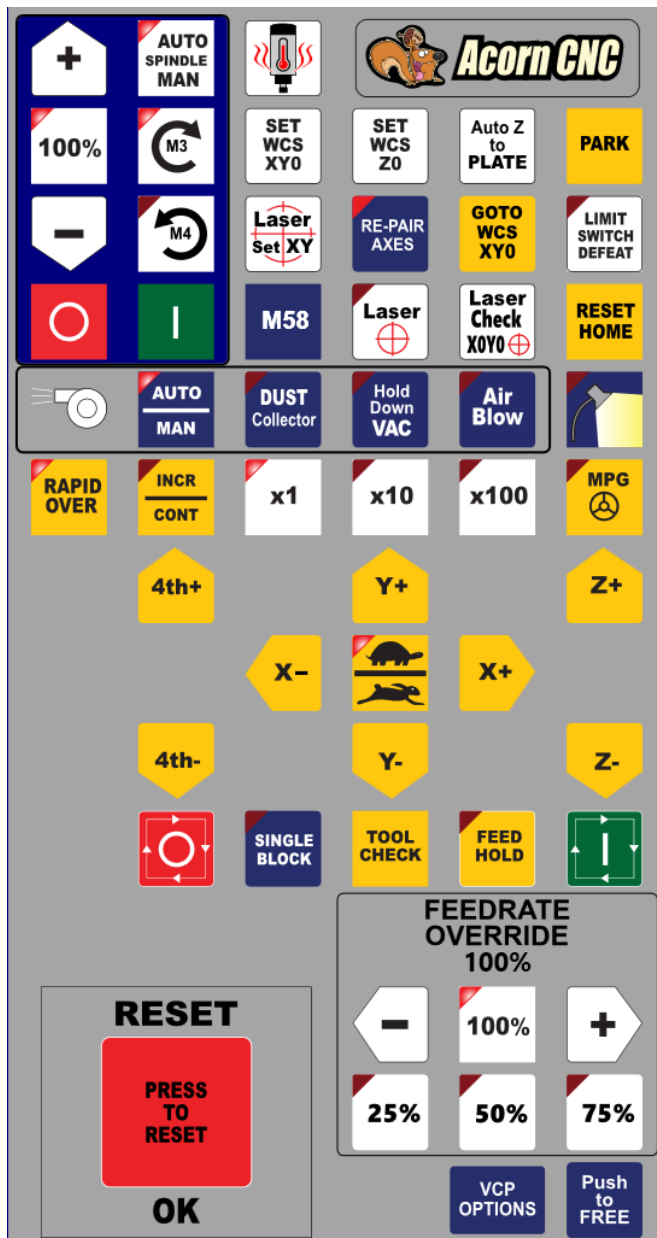 +
AUTO
SPINDLE
MAN
Acorn CNC
100%
M3
SET
WCS
XY0
SET
WCS
Z0
Auto Z
to
PLATE
PARK
-
M4
Laser
Set XY
RE-PAIR
AXES
GOTO
WCS
XY0
LIMIT
SWITCH
DEFEAT
M58
Laser
Laser
Check
X0Y0
RESET
HOME
AUTO
MAN
DUST
Collector
Hold
Down
VAC
Air
Blow
RAPID
OVER
INCR
CONT
x1
x10
x100
MPG
4th+
Y+
Z+
X-
X+
4th-
Y-
Z-
SINGLE
BLOCK
TOOL
CHECK
FEED
HOLD
FEEDRATE
OVERRIDE
100%
-
100%
+
25%
50%
75%
RESET
PRESS
TO
RESET
OK
VCP
OPTIONS
Push
to
FREE